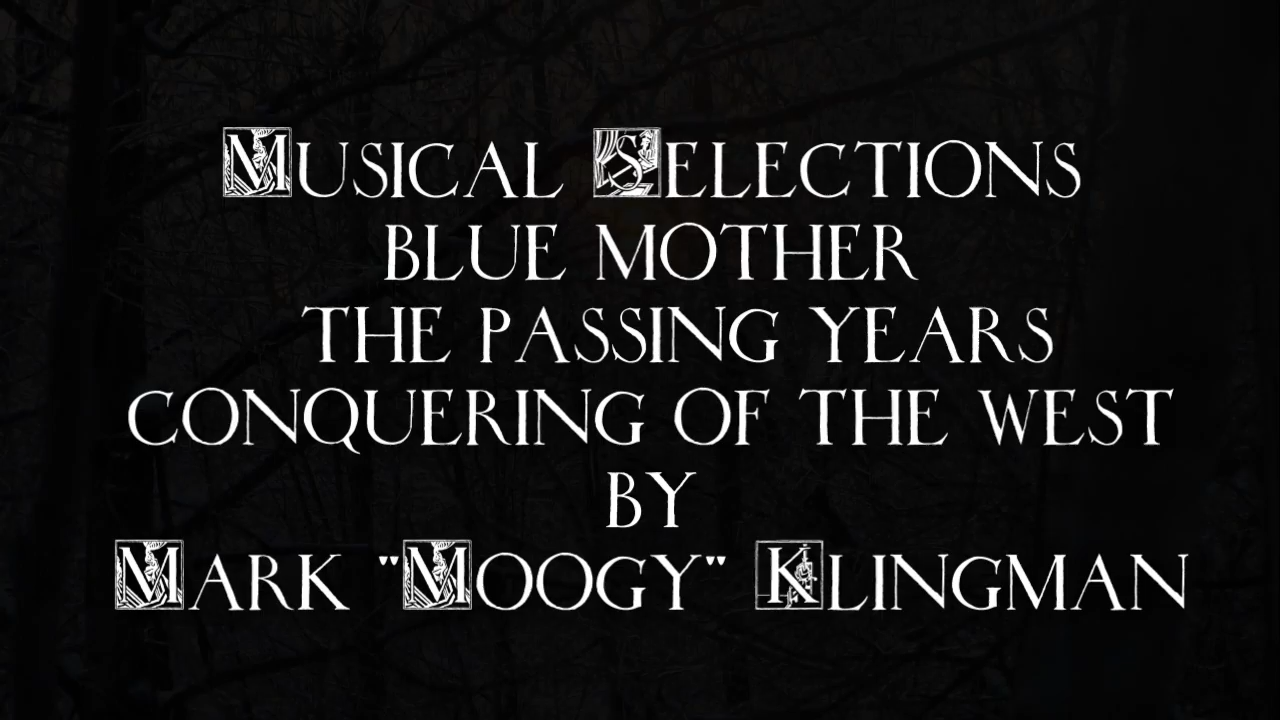 Musical Selections
BLUE MOTHER
THE PASSING YEARS
CONQUERING OF THE WEST
BY
Mark "Moogy" Klingman